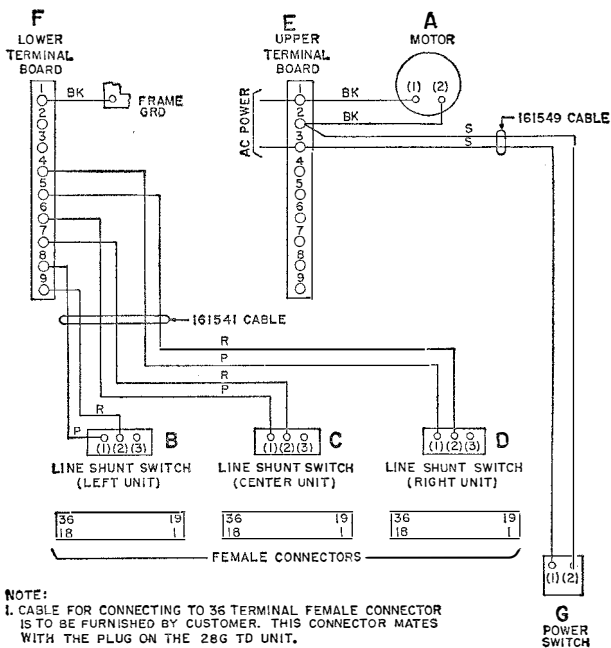 F
LOWER
TERMINAL
BOARD
E
UPPER
TERMINAL
BOARD
A
MOTOR
1
2
3
4
5
6
7
8
9
BK
FRAME
GRD
1
2
3
4
5
6
7
8
9
AC POWER
BK
BK
(1) (2)
S
S
161549 CABLE
161541 CABLE
R
P
R
P
R
P
(1) (2) (3)
B
LINE SHUNT SWITCH
(LEFT UNIT)
(1) (2) (3)
C
LINE SHUNT SWITCH
(CENTER UNIT)
(1) (2) (3)
D
LINE SHUNT SWITCH
(RIGHT UNIT)
36 19
18 1
36 19
18 1
36 19
18 1
FEMALE CONNECTORS
(1) (2)
G
POWER
SWITCH
NOTE:
1. CABLE FOR CONNECTING TO 36 TERMINAL FEMALE CONNECTOR
IS TO BE FURNISHED BY CUSTOMER. THIS CONNECTOR MATES
WITH THE PLUG ON THE 28G TD UNIT.